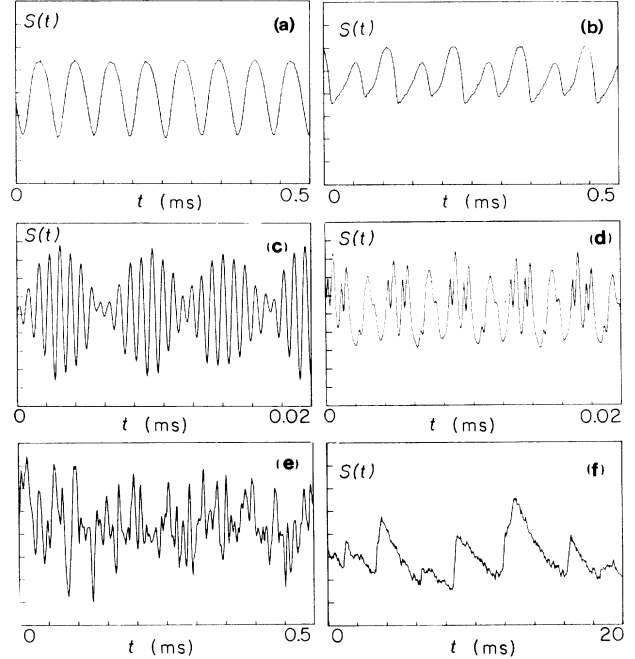 S(t) (a)
0 0.5
t (ms)
S(t) (b)
0 0.5
t (ms)
S(t) (c)
0 0.02
t (ms)
S(t) (d)
0 0.02
t (ms)
(e)
0 0.5
t (ms)
S(t) (f)
0 20
t (ms)